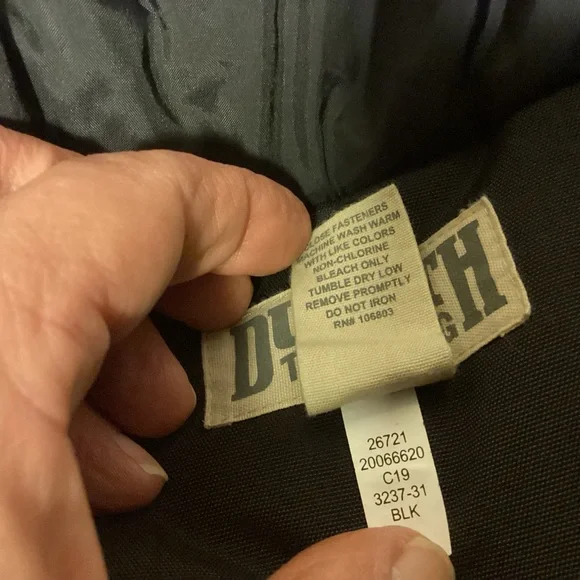 CLOSE FASTENERS
MACHINE WASH WARM
WITH LIKE COLORS
NON-CHLORINE
BLEACH ONLY
TUMBLE DRY LOW
REMOVE PROMPTLY
DO NOT IRON
RN# 106803
26721
20066620
C19
3237-31
BLK